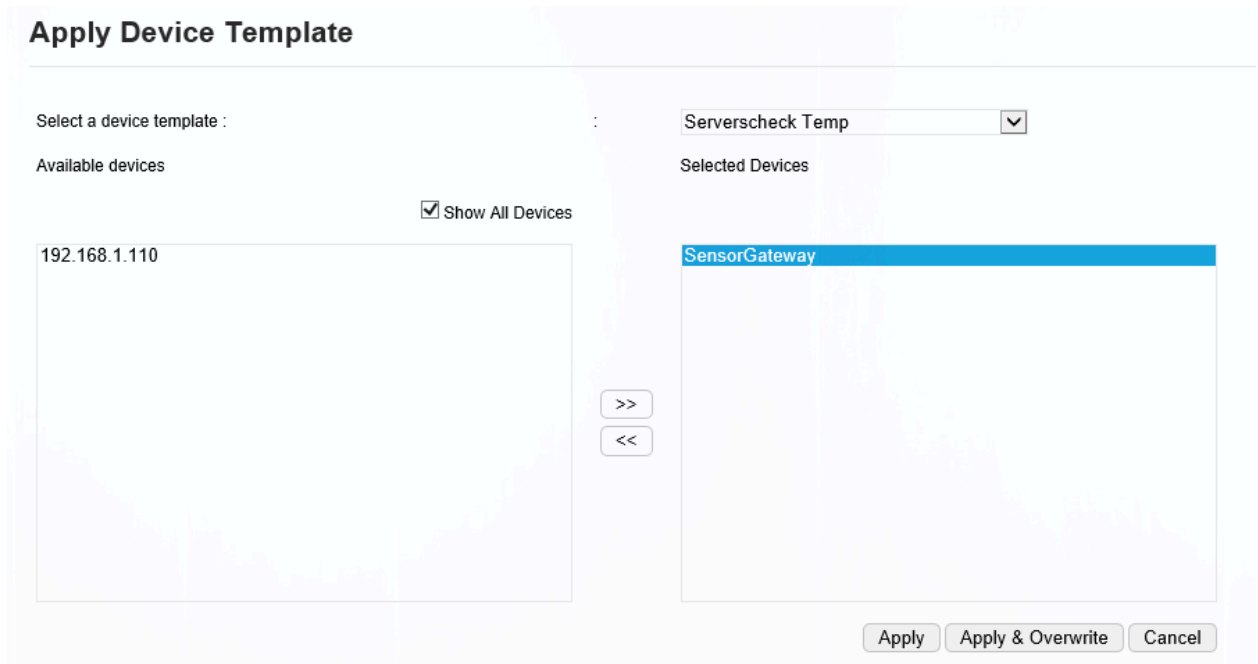 Apply Device Template
Select a device template : : Serverscheck Temp
Available devices Selected Devices
Show All Devices
192.168.1.110 SensorGateway
>>
<<
Apply Apply & Overwrite Cancel